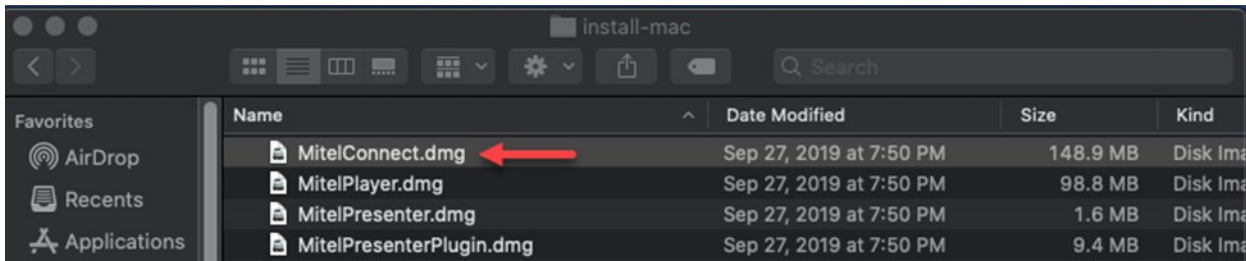 install-mac
Search
Favorites
Name Date Modified Size Kind
AirDrop
MitelConnect.dmg Sep 27, 2019 at 7:50 PM 148.9 MB Disk Ima
MitelPlayer.dmg Sep 27, 2019 at 7:50 PM 98.8 MB Disk Ima
Recents
MitelPresenter.dmg Sep 27, 2019 at 7:50 PM 1.6 MB Disk Ima
Applications
MitelPresenterPlugin.dmg Sep 27, 2019 at 7:50 PM 9.4 MB Disk Ima